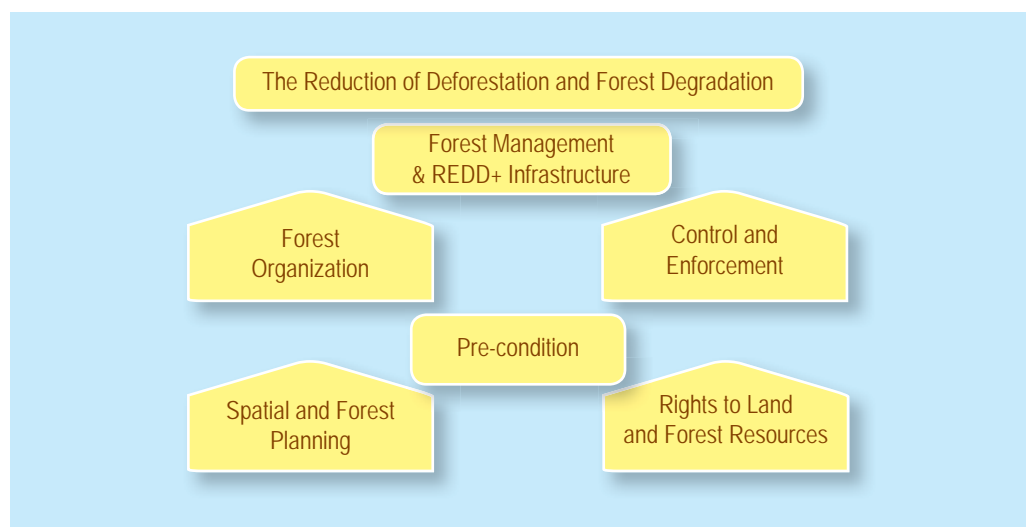 The Reduction of Deforestation and Forest Degradation
Forest Management
& REDD+ Infrastructure
Forest
Organization
Control and
Enforcement
Pre-condition
Spatial and Forest
Planning
Rights to Land
and Forest Resources